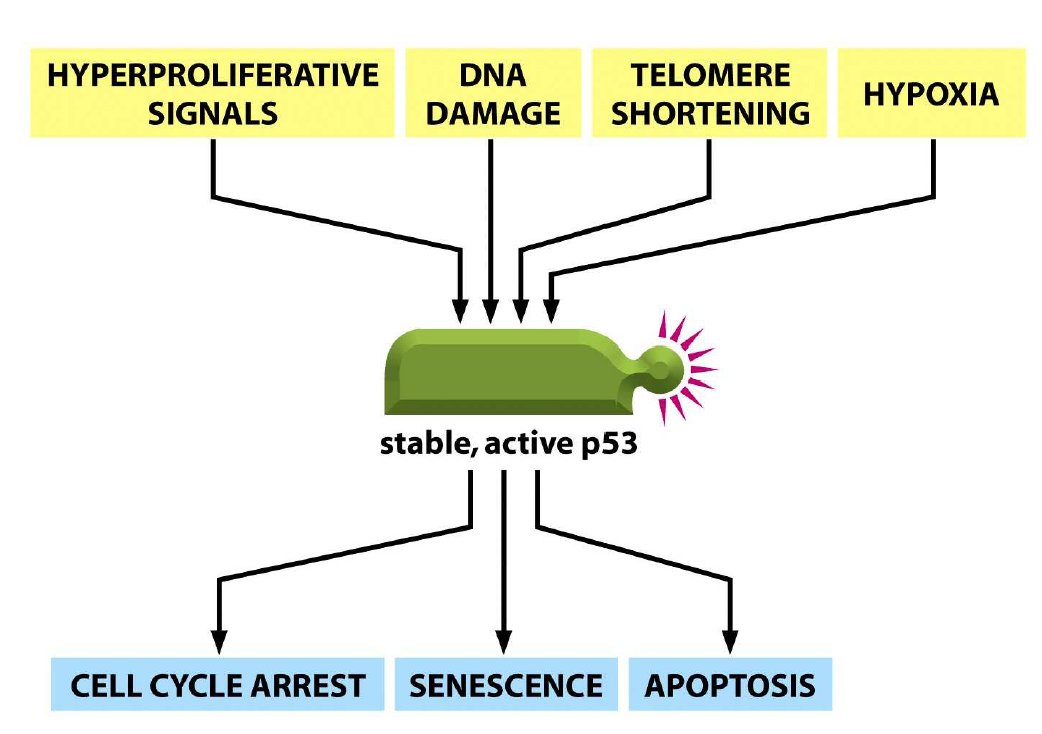 HYPERPROLIFERATIVE
SIGNALS
DNA
DAMAGE
TELOMERE
SHORTENING
HYPOXIA
stable, active p53
CELL CYCLE ARREST
SENESCENCE
APOPTOSIS